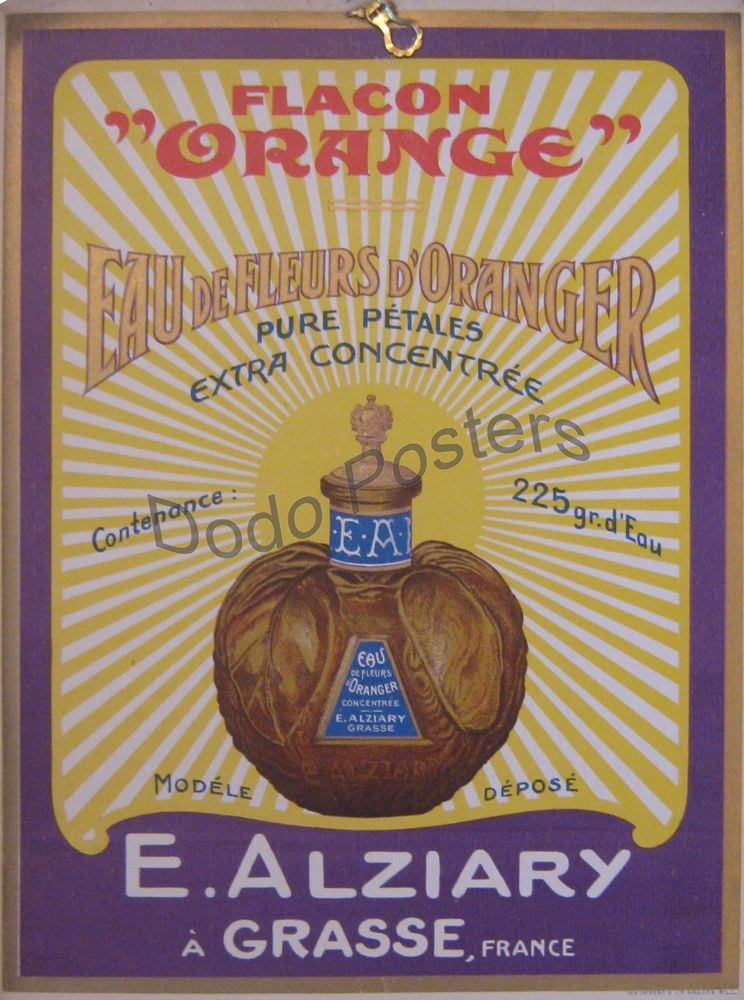 FLACON
"ORANGE"
EAU DE FLEURS D'ORANGER
PURE PÉTALES
EXTRA CONCENTRÉE
Contenance : 225 gr. d'Eau
Dodo Posters
·E·A·
EAU
DE FLEURS
D'ORANGER
CONCENTRÉE
E. ALZIARY
GRASSE
E ALZIARY
MODÉLE DÉPOSÉ
E. ALZIARY
À GRASSE, FRANCE